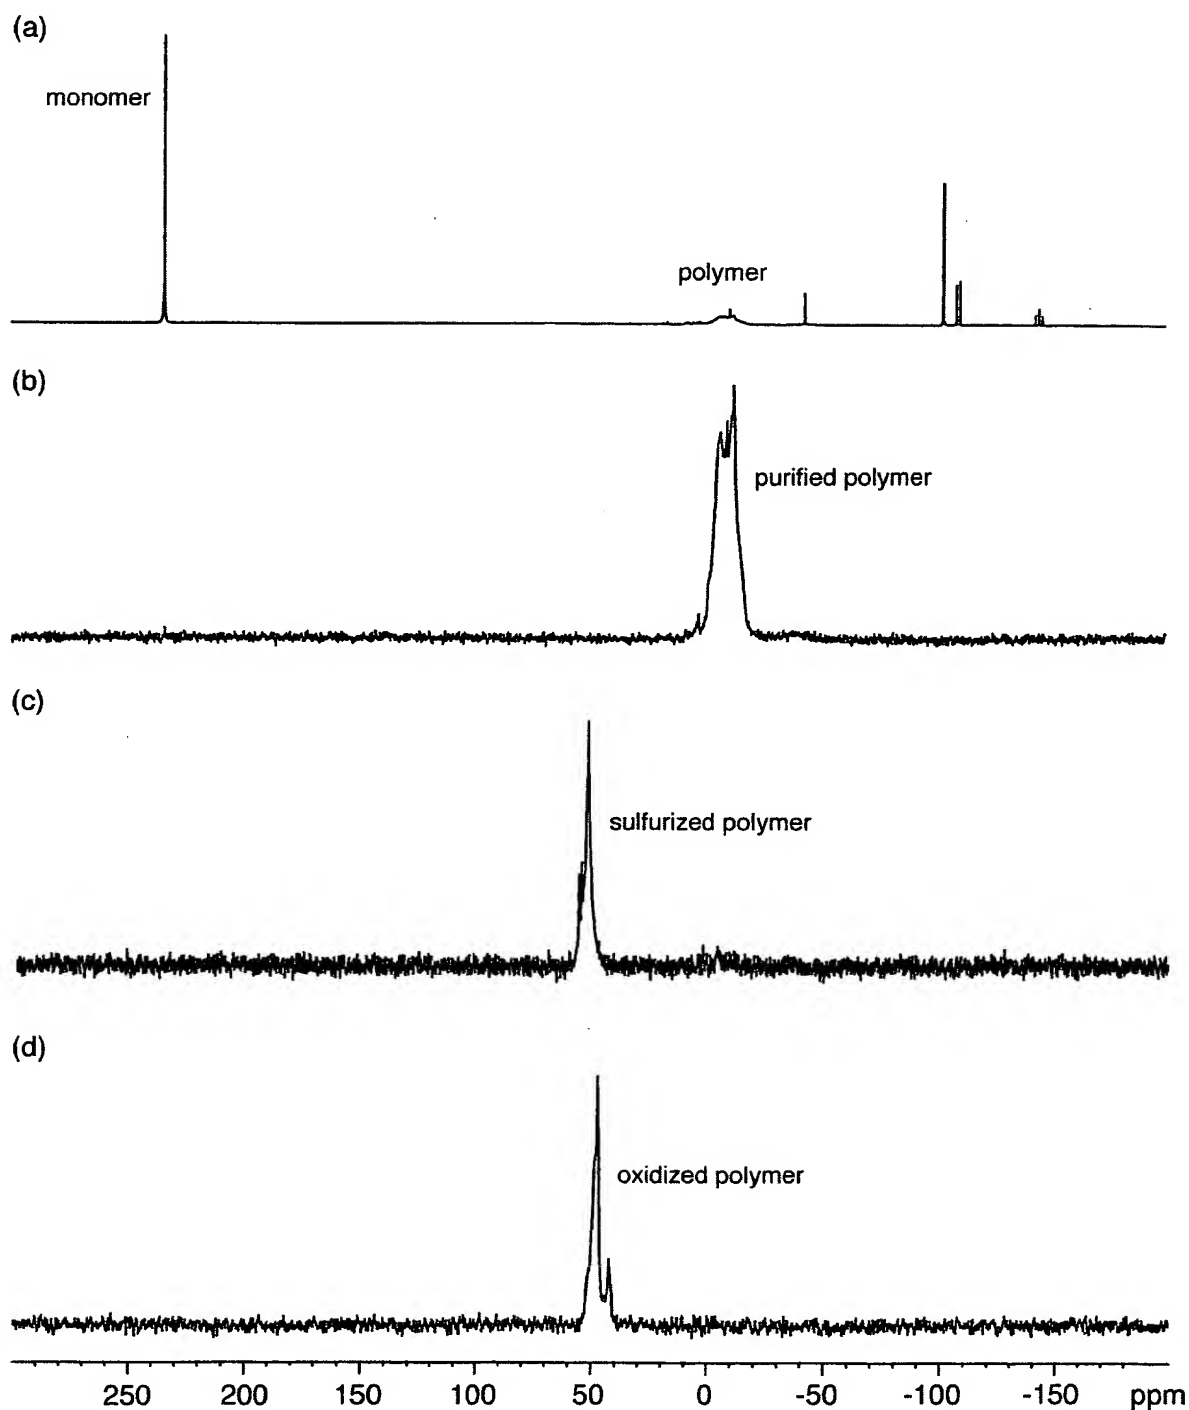 (a)
monomer
polymer
(b)
purified polymer
(c)
sulfurized polymer
(d)
oxidized polymer
250 200 150 100 50 0 -50 -100 -150 ppm